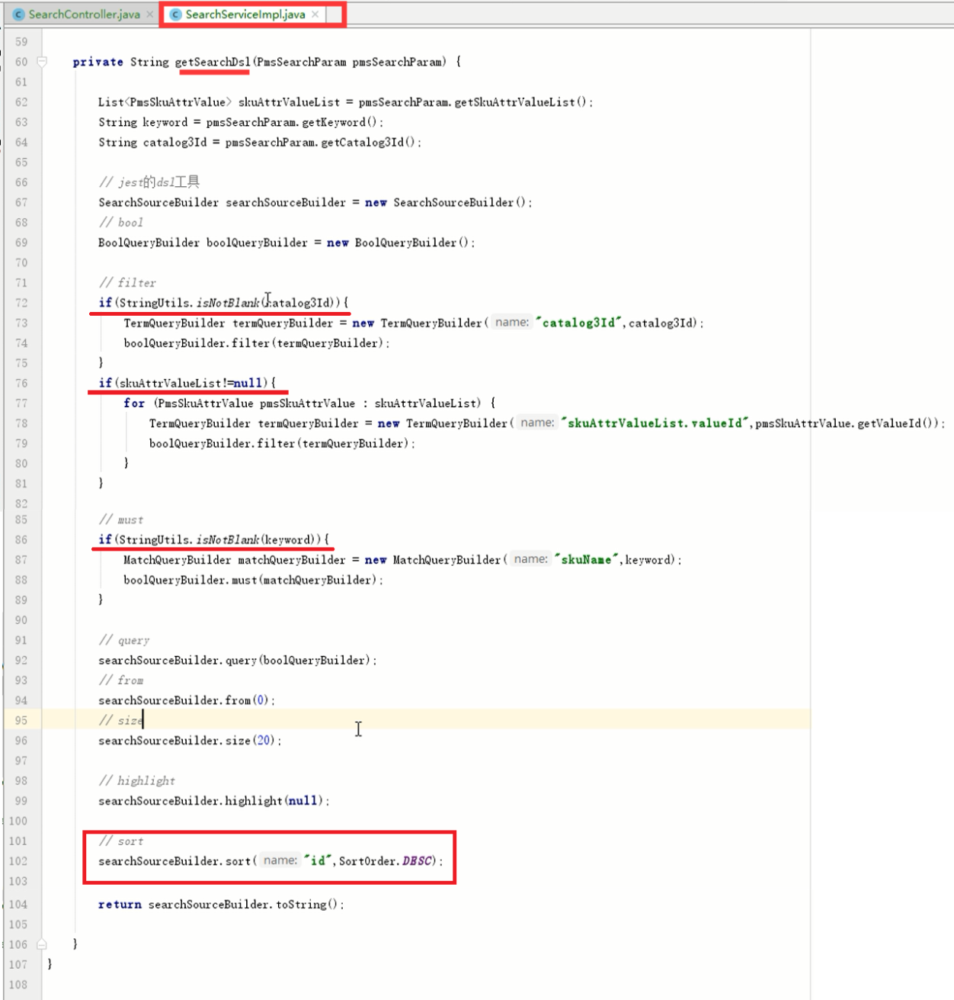 SearchController.java × SearchServiceImpl.java ×
59
60 private String getSearchDsl(PmsSearchParam pmsSearchParam) {
61
62 List<PmsSkuAttrValue> skuAttrValueList = pmsSearchParam.getSkuAttrValueList();
63 String keyword = pmsSearchParam.getKeyword();
64 String catalog3Id = pmsSearchParam.getCatalog3Id();
65
66 // jest的dsl工具
67 SearchSourceBuilder searchSourceBuilder = new SearchSourceBuilder();
68 // bool
69 BoolQueryBuilder boolQueryBuilder = new BoolQueryBuilder();
70
71 // filter
72 if(StringUtils.isNotBlank(catalog3Id)){
73 TermQueryBuilder termQueryBuilder = new TermQueryBuilder( name: "catalog3Id",catalog3Id);
74 boolQueryBuilder.filter(termQueryBuilder);
75 }
76 if(skuAttrValueList!=null){
77 for (PmsSkuAttrValue pmsSkuAttrValue : skuAttrValueList) {
78 TermQueryBuilder termQueryBuilder = new TermQueryBuilder( name: "skuAttrValueList.valueId",pmsSkuAttrValue.getValueId());
79 boolQueryBuilder.filter(termQueryBuilder);
80 }
81 }
82
85 // must
86 if(StringUtils.isNotBlank(keyword)){
87 MatchQueryBuilder matchQueryBuilder = new MatchQueryBuilder( name: "skuName",keyword);
88 boolQueryBuilder.must(matchQueryBuilder);
89 }
90
91 // query
92 searchSourceBuilder.query(boolQueryBuilder);
93 // from
94 searchSourceBuilder.from(0);
95 // size
96 searchSourceBuilder.size(20);
97
98 // highlight
99 searchSourceBuilder.highlight(null);
100
101 // sort
102 searchSourceBuilder.sort( name: "id",SortOrder.DESC);
103
104 return searchSourceBuilder.toString();
105
106 }
107 }
108